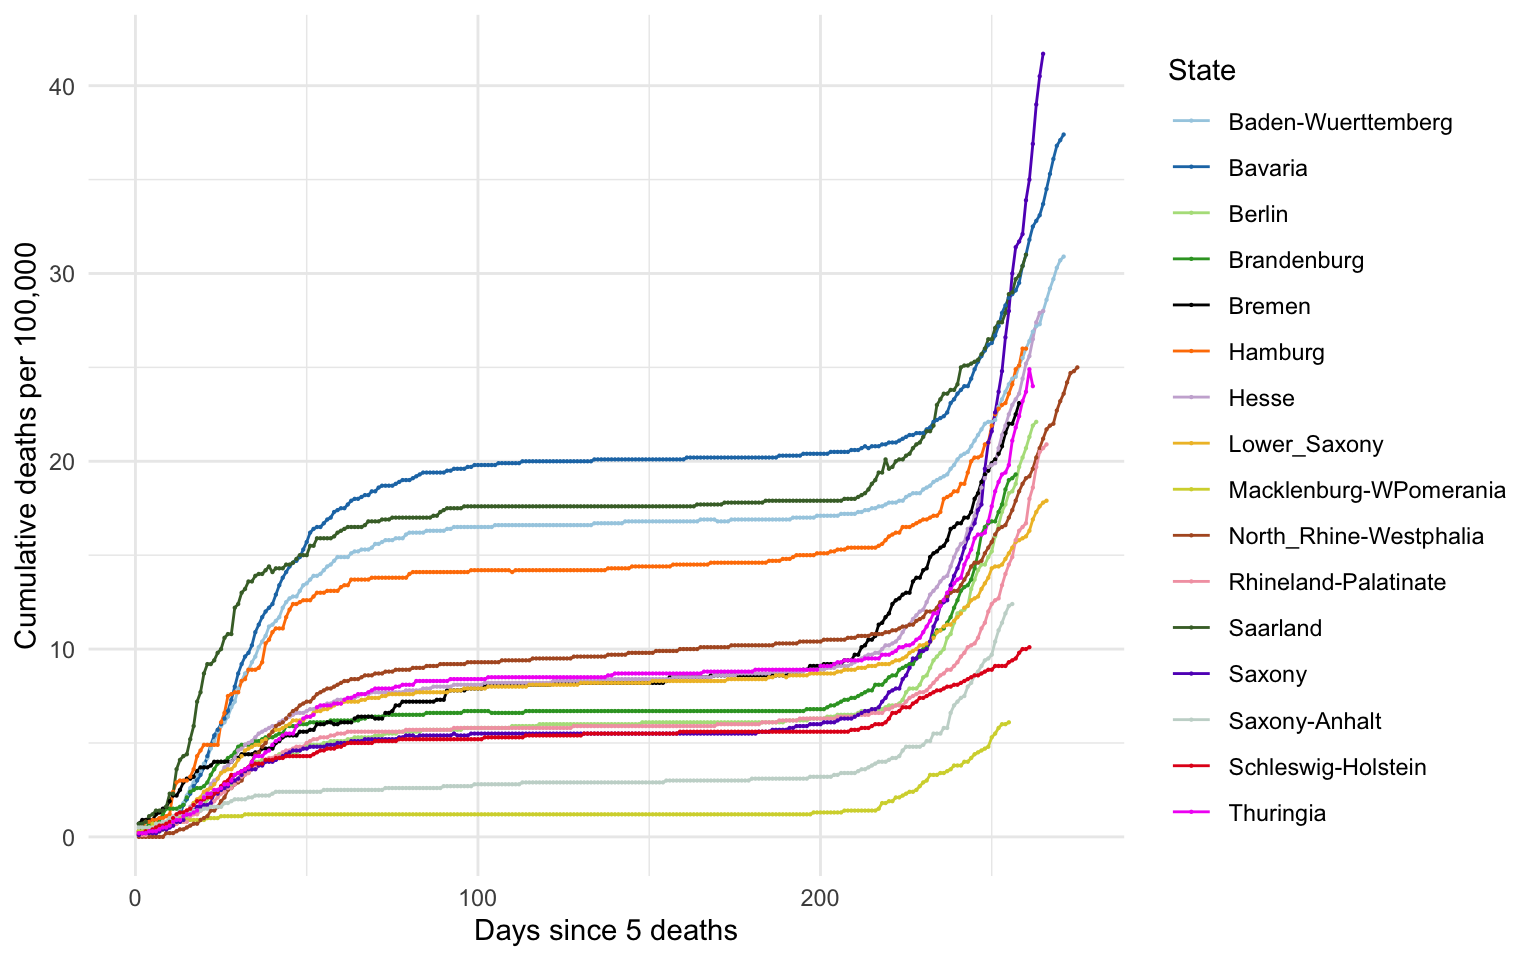 Cumulative deaths per 100,000
40
30
20
10
0
0
100
200
Days since 5 deaths
State
Baden-Wuerttemberg
Bavaria
Berlin
Brandenburg
Bremen
Hamburg
Hesse
Lower_Saxony
Macklenburg-WPomerania
North_Rhine-Westphalia
Rhineland-Palatinate
Saarland
Saxony
Saxony-Anhalt
Schleswig-Holstein
Thuringia